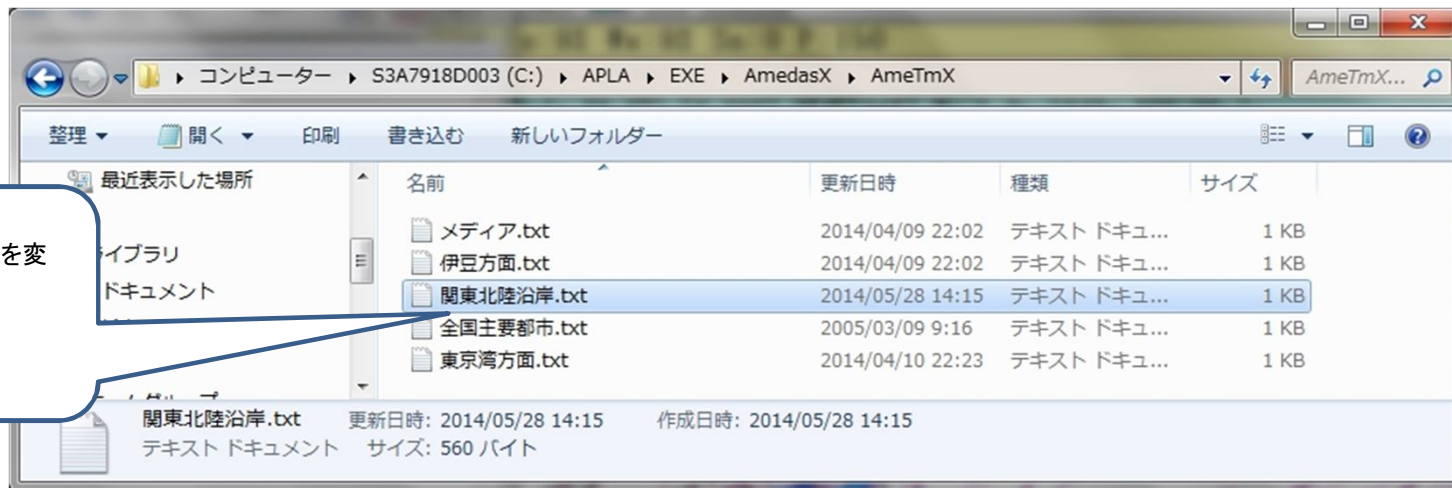 コンピューター ▸ S3A7918D003 (C:) ▸ APLA ▸ EXE ▸ AmedasX ▸ AmeTmX
AmeTmX...
整理 開く 印刷 書き込む 新しいフォルダー
最近表示した場所
イブラリ
ドキュメント
を変
名前 更新日時 種類 サイズ
メディア.txt 2014/04/09 22:02 テキスト ドキュ... 1 KB
伊豆方面.txt 2014/04/09 22:02 テキスト ドキュ... 1 KB
関東北陸沿岸.txt 2014/05/28 14:15 テキスト ドキュ... 1 KB
全国主要都市.txt 2005/03/09 9:16 テキスト ドキュ... 1 KB
東京湾方面.txt 2014/04/10 22:23 テキスト ドキュ... 1 KB
関東北陸沿岸.txt 更新日時: 2014/05/28 14:15 作成日時: 2014/05/28 14:15
テキスト ドキュメント サイズ: 560 バイト